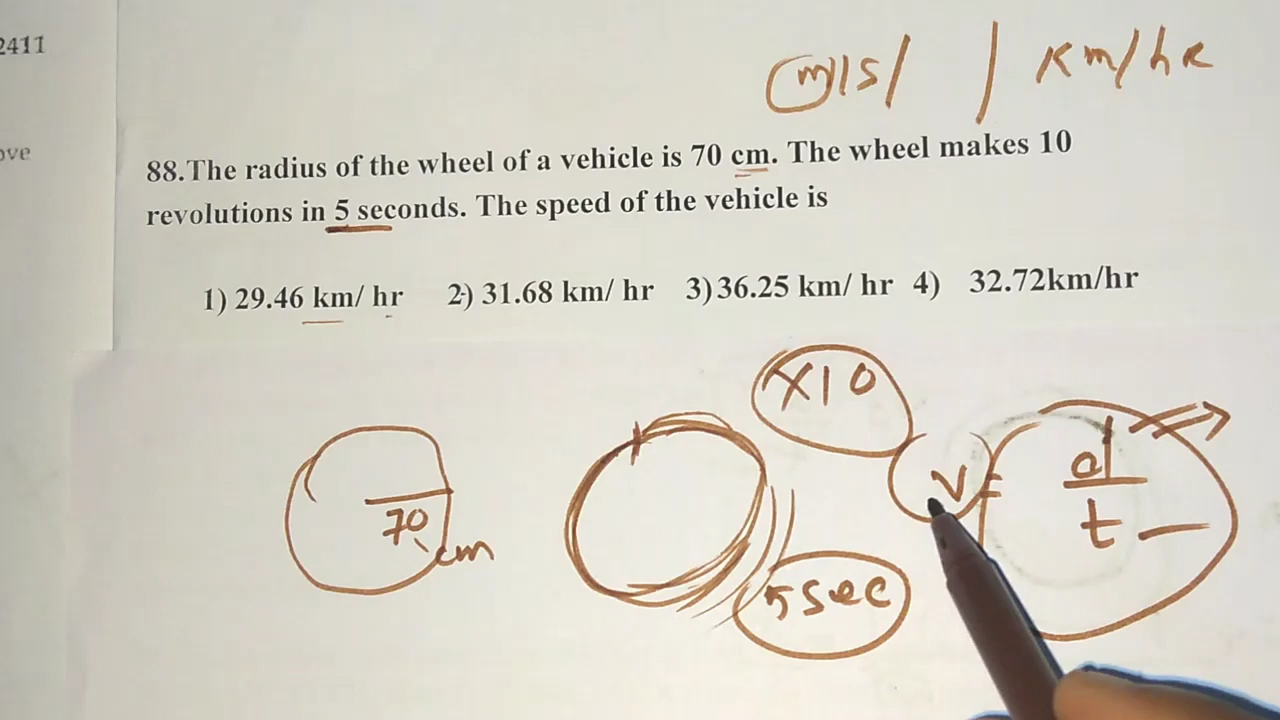 2411
m/s/ / Km/hr
ove
88.The radius of the wheel of a vehicle is 70 cm. The wheel makes 10
revolutions in 5 seconds. The speed of the vehicle is
1) 29.46 km/ hr 2) 31.68 km/ hr 3)36.25 km/ hr 4) 32.72km/hr
X10
V = d
t
70
cm
5 sec